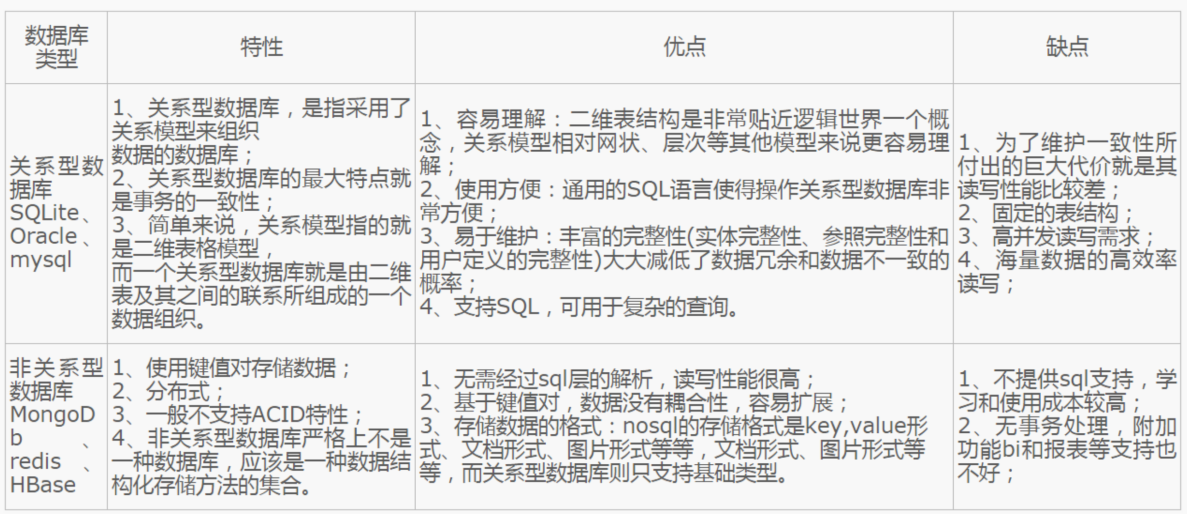 数据库
类型
特性
优点
缺点
关系型数
据库
SQLite、
Oracle、
mysql
1、关系型数据库，是指采用了
关系模型来组织
数据的数据库；
2、关系型数据库的最大特点就
是事务的一致性；
3、简单来说，关系模型指的就
是二维表格模型，
而一个关系型数据库就是由二维
表及其之间的联系所组成的一个
数据组织。
1、容易理解：二维表结构是非常贴近逻辑世界一个概
念，关系模型相对网状、层次等其他模型来说更容易理
解；
2、使用方便：通用的SQL语言使得操作关系型数据库非
常方便；
3、易于维护：丰富的完整性(实体完整性、参照完整性和
用户定义的完整性)大大减低了数据冗余和数据不一致的
概率；
4、支持SQL，可用于复杂的查询。
1、为了维护一致性所
付出的巨大代价就是其
读写性能比较差；
2、固定的表结构；
3、高并发读写需求；
4、海量数据的高效率
读写；
非关系型
数据库
MongoD
b 、
redis 、
HBase
1、使用键值对存储数据；
2、分布式；
3、一般不支持ACID特性；
4、非关系型数据库严格上不是
一种数据库，应该是一种数据结
构化存储方法的集合。
1、无需经过sql层的解析，读写性能很高；
2、基于键值对，数据没有耦合性，容易扩展；
3、存储数据的格式：nosql的存储格式是key,value形
式、文档形式、图片形式等等，文档形式、图片形式等
等，而关系型数据库则只支持基础类型。
1、不提供sql支持，学
习和使用成本较高；
2、无事务处理，附加
功能bi和报表等支持也
不好；